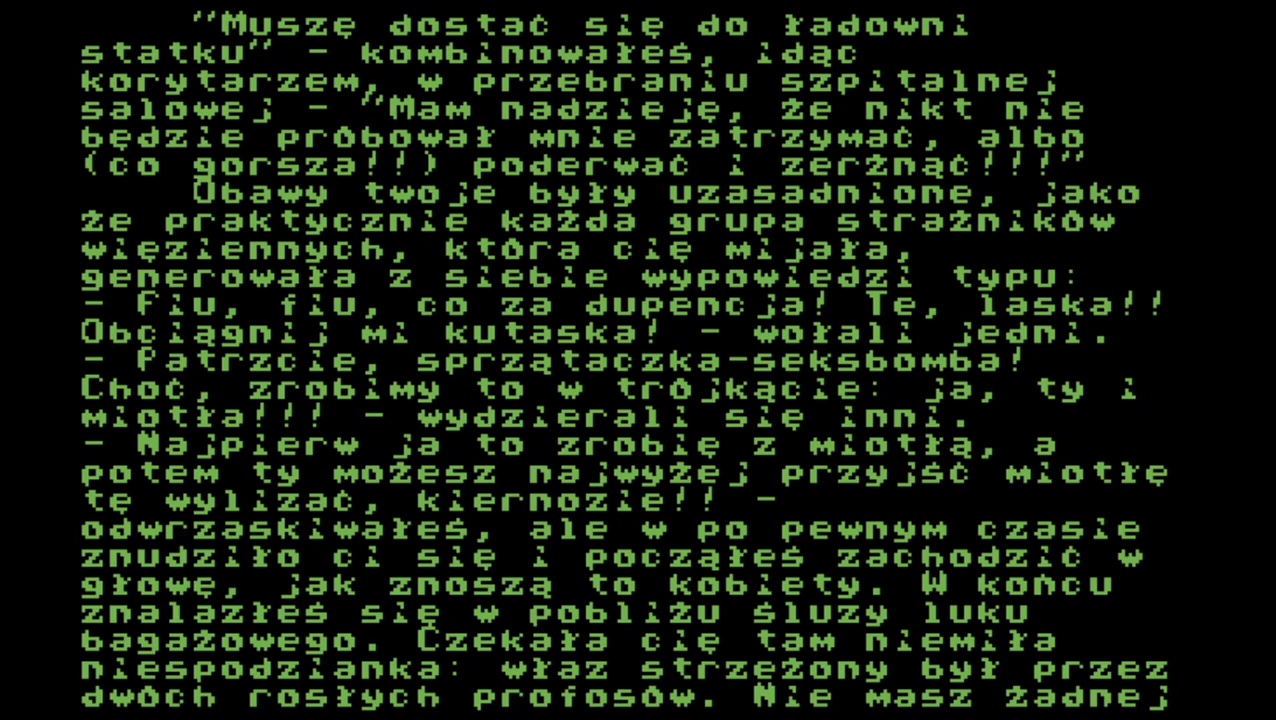 "Muszę dostać się do ładowni
statku" - kombinowałeś, idąc
korytarzem, w przebraniu szpitalnej
salowej - "Mam nadzieję, że nikt nie
będzie próbował mnie zatrzymać, albo
(co gorsza!!) poderwać i zerżnąć!!!"
Obawy twoje były uzasadnione, jako
że praktycznie każda grupa strażników
więziennych, która cię mijała,
generowała z siebie wypowiedzi typu:
- Fiu, fiu, co za dupencja! Te, laska!!
Obciągnij mi kutaska! - wołali jedni.
- Patrzcie, sprzątaczka-seksbomba!
Choć, zrobimy to w trójkącie: ja, ty i
miotła!!! - wydzierali się inni.
- Najpierw ja to zrobię z miotłą, a
potem ty możesz najwyżej przyjść miotłę
tę wylizać, kiernozie!! -
odwrzaskiwałeś, ale w po pewnym czasie
znudziło ci się i począłeś zachodzić w
głowę, jak znoszą to kobiety. W końcu
znalazłeś się w pobliżu śluzy luku
bagażowego. Czekała cię tam niemiła
niespodzianka: właz strzeżony był przez
dwóch rosłych profosów. Nie masz żadnej